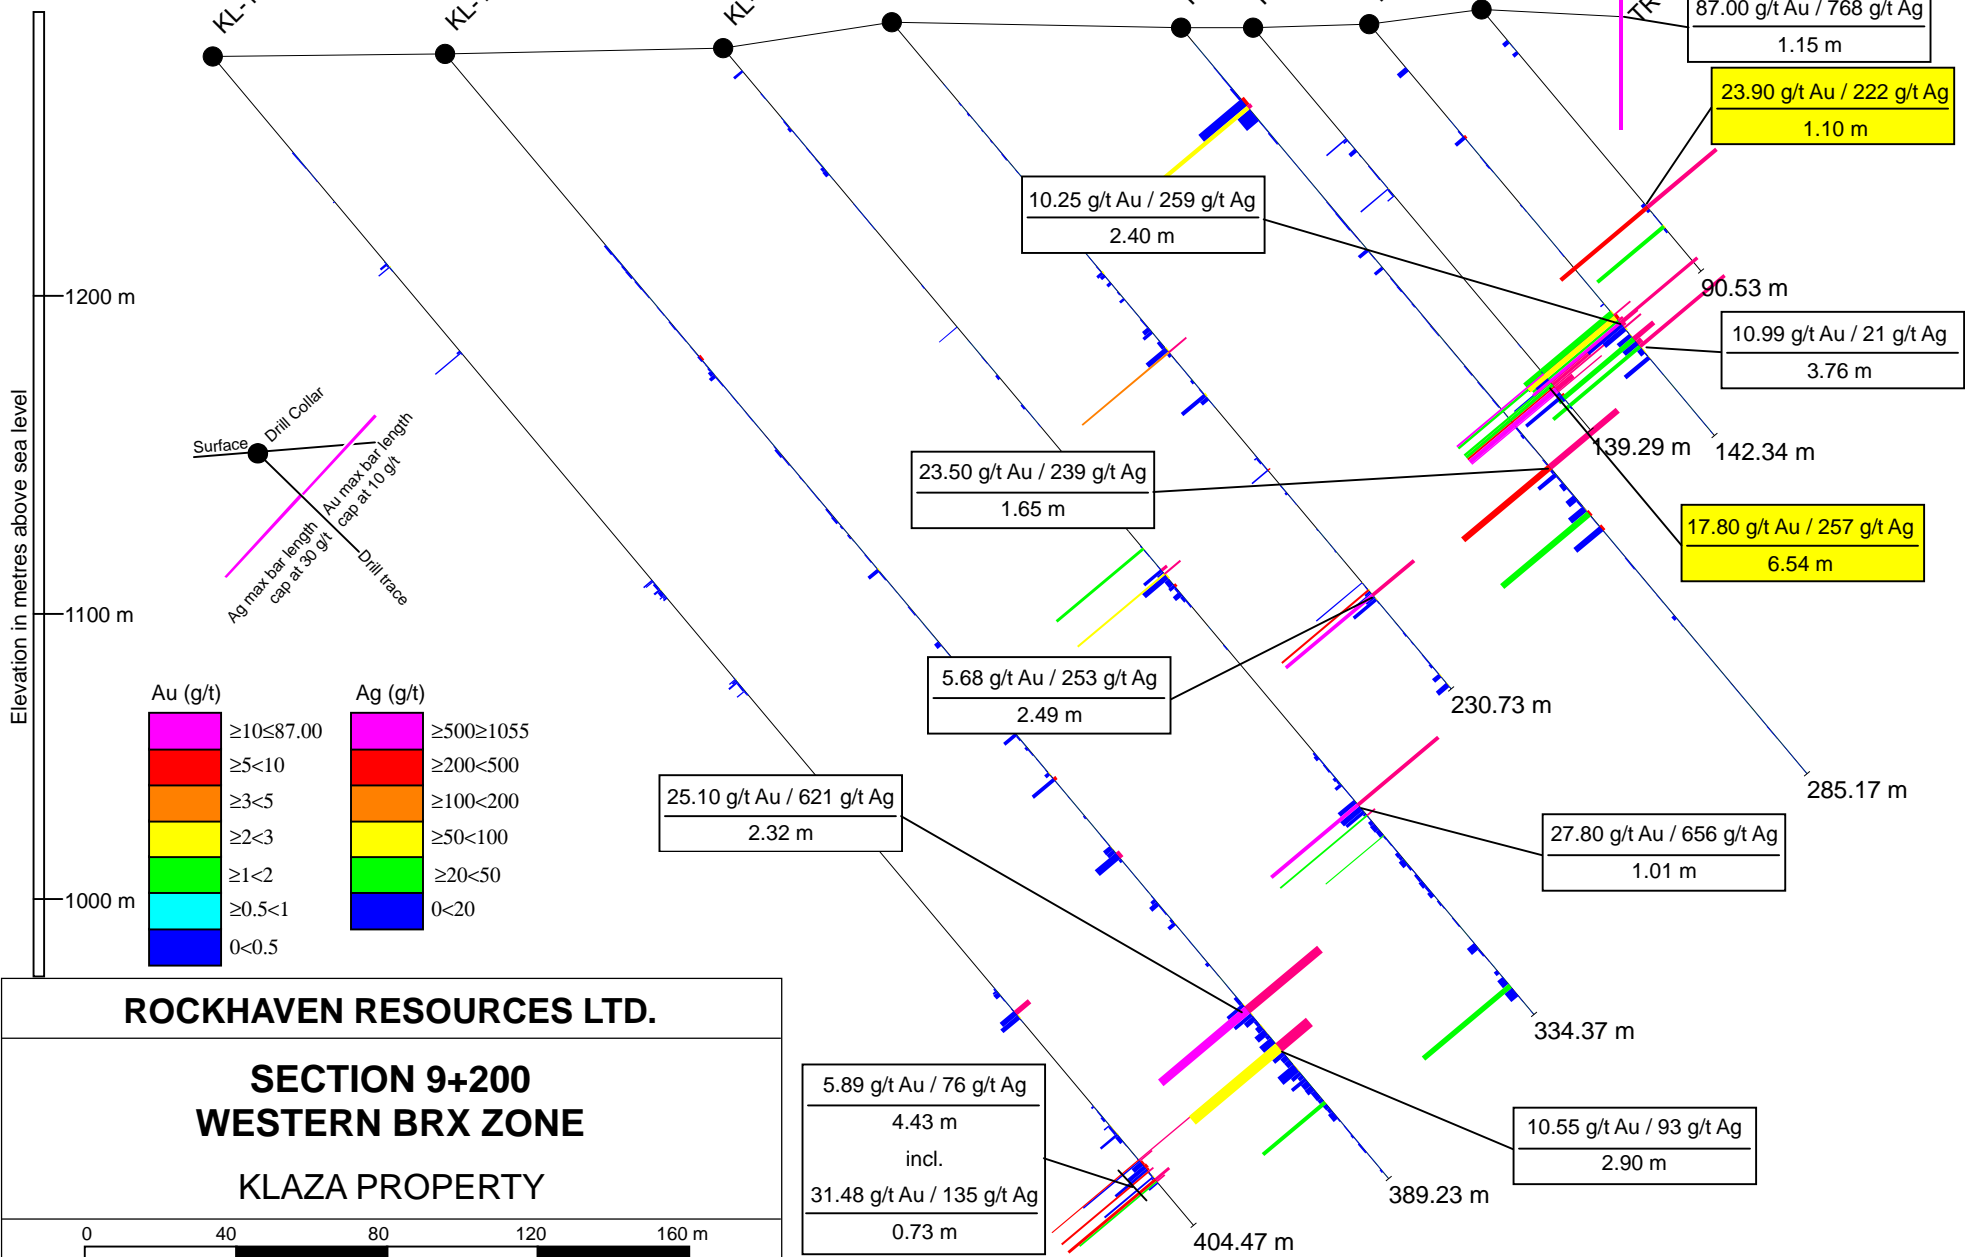 KL-
KL-
KL-
TR
87.00 g/t Au / 768 g/t Ag
1.15 m
23.90 g/t Au / 222 g/t Ag
1.10 m
10.25 g/t Au / 259 g/t Ag
2.40 m
90.53 m
1200 m
10.99 g/t Au / 21 g/t Ag
3.76 m
Elevation in metres above sea level
Surface
Drill Collar
Au max bar length
cap at 10 g/t
Ag max bar length
cap at 30 g/t
Drill trace
139.29 m
142.34 m
23.50 g/t Au / 239 g/t Ag
1.65 m
17.80 g/t Au / 257 g/t Ag
6.54 m
1100 m
5.68 g/t Au / 253 g/t Ag
2.49 m
230.73 m
Au (g/t)
≥10≤87.00
≥5<10
≥3<5
≥2<3
≥1<2
≥0.5<1
0<0.5
Ag (g/t)
≥500≥1055
≥200<500
≥100<200
≥50<100
≥20<50
0<20
285.17 m
25.10 g/t Au / 621 g/t Ag
2.32 m
27.80 g/t Au / 656 g/t Ag
1.01 m
1000 m
334.37 m
ROCKHAVEN RESOURCES LTD.
SECTION 9+200
WESTERN BRX ZONE
KLAZA PROPERTY
0 40 80 120 160 m
5.89 g/t Au / 76 g/t Ag
4.43 m
incl.
31.48 g/t Au / 135 g/t Ag
0.73 m
10.55 g/t Au / 93 g/t Ag
2.90 m
389.23 m
404.47 m